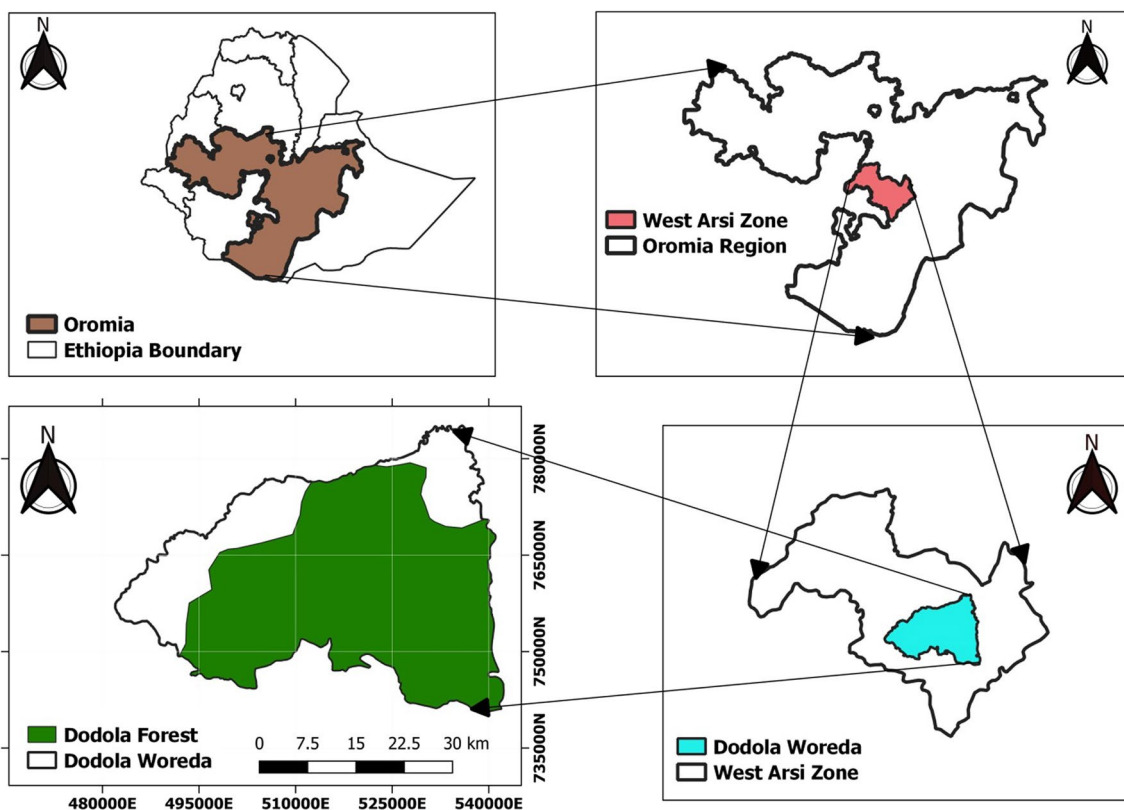 N
Oromia
Ethiopia Boundary
N
West Arsi Zone
Oromia Region
N
Dodola Forest
Dodola Woreda
0 7.5 15 22.5 30 km
780000N
765000N
750000N
735000N
480000E 495000E 510000E 525000E 540000E
N
Dodola Woreda
West Arsi Zone